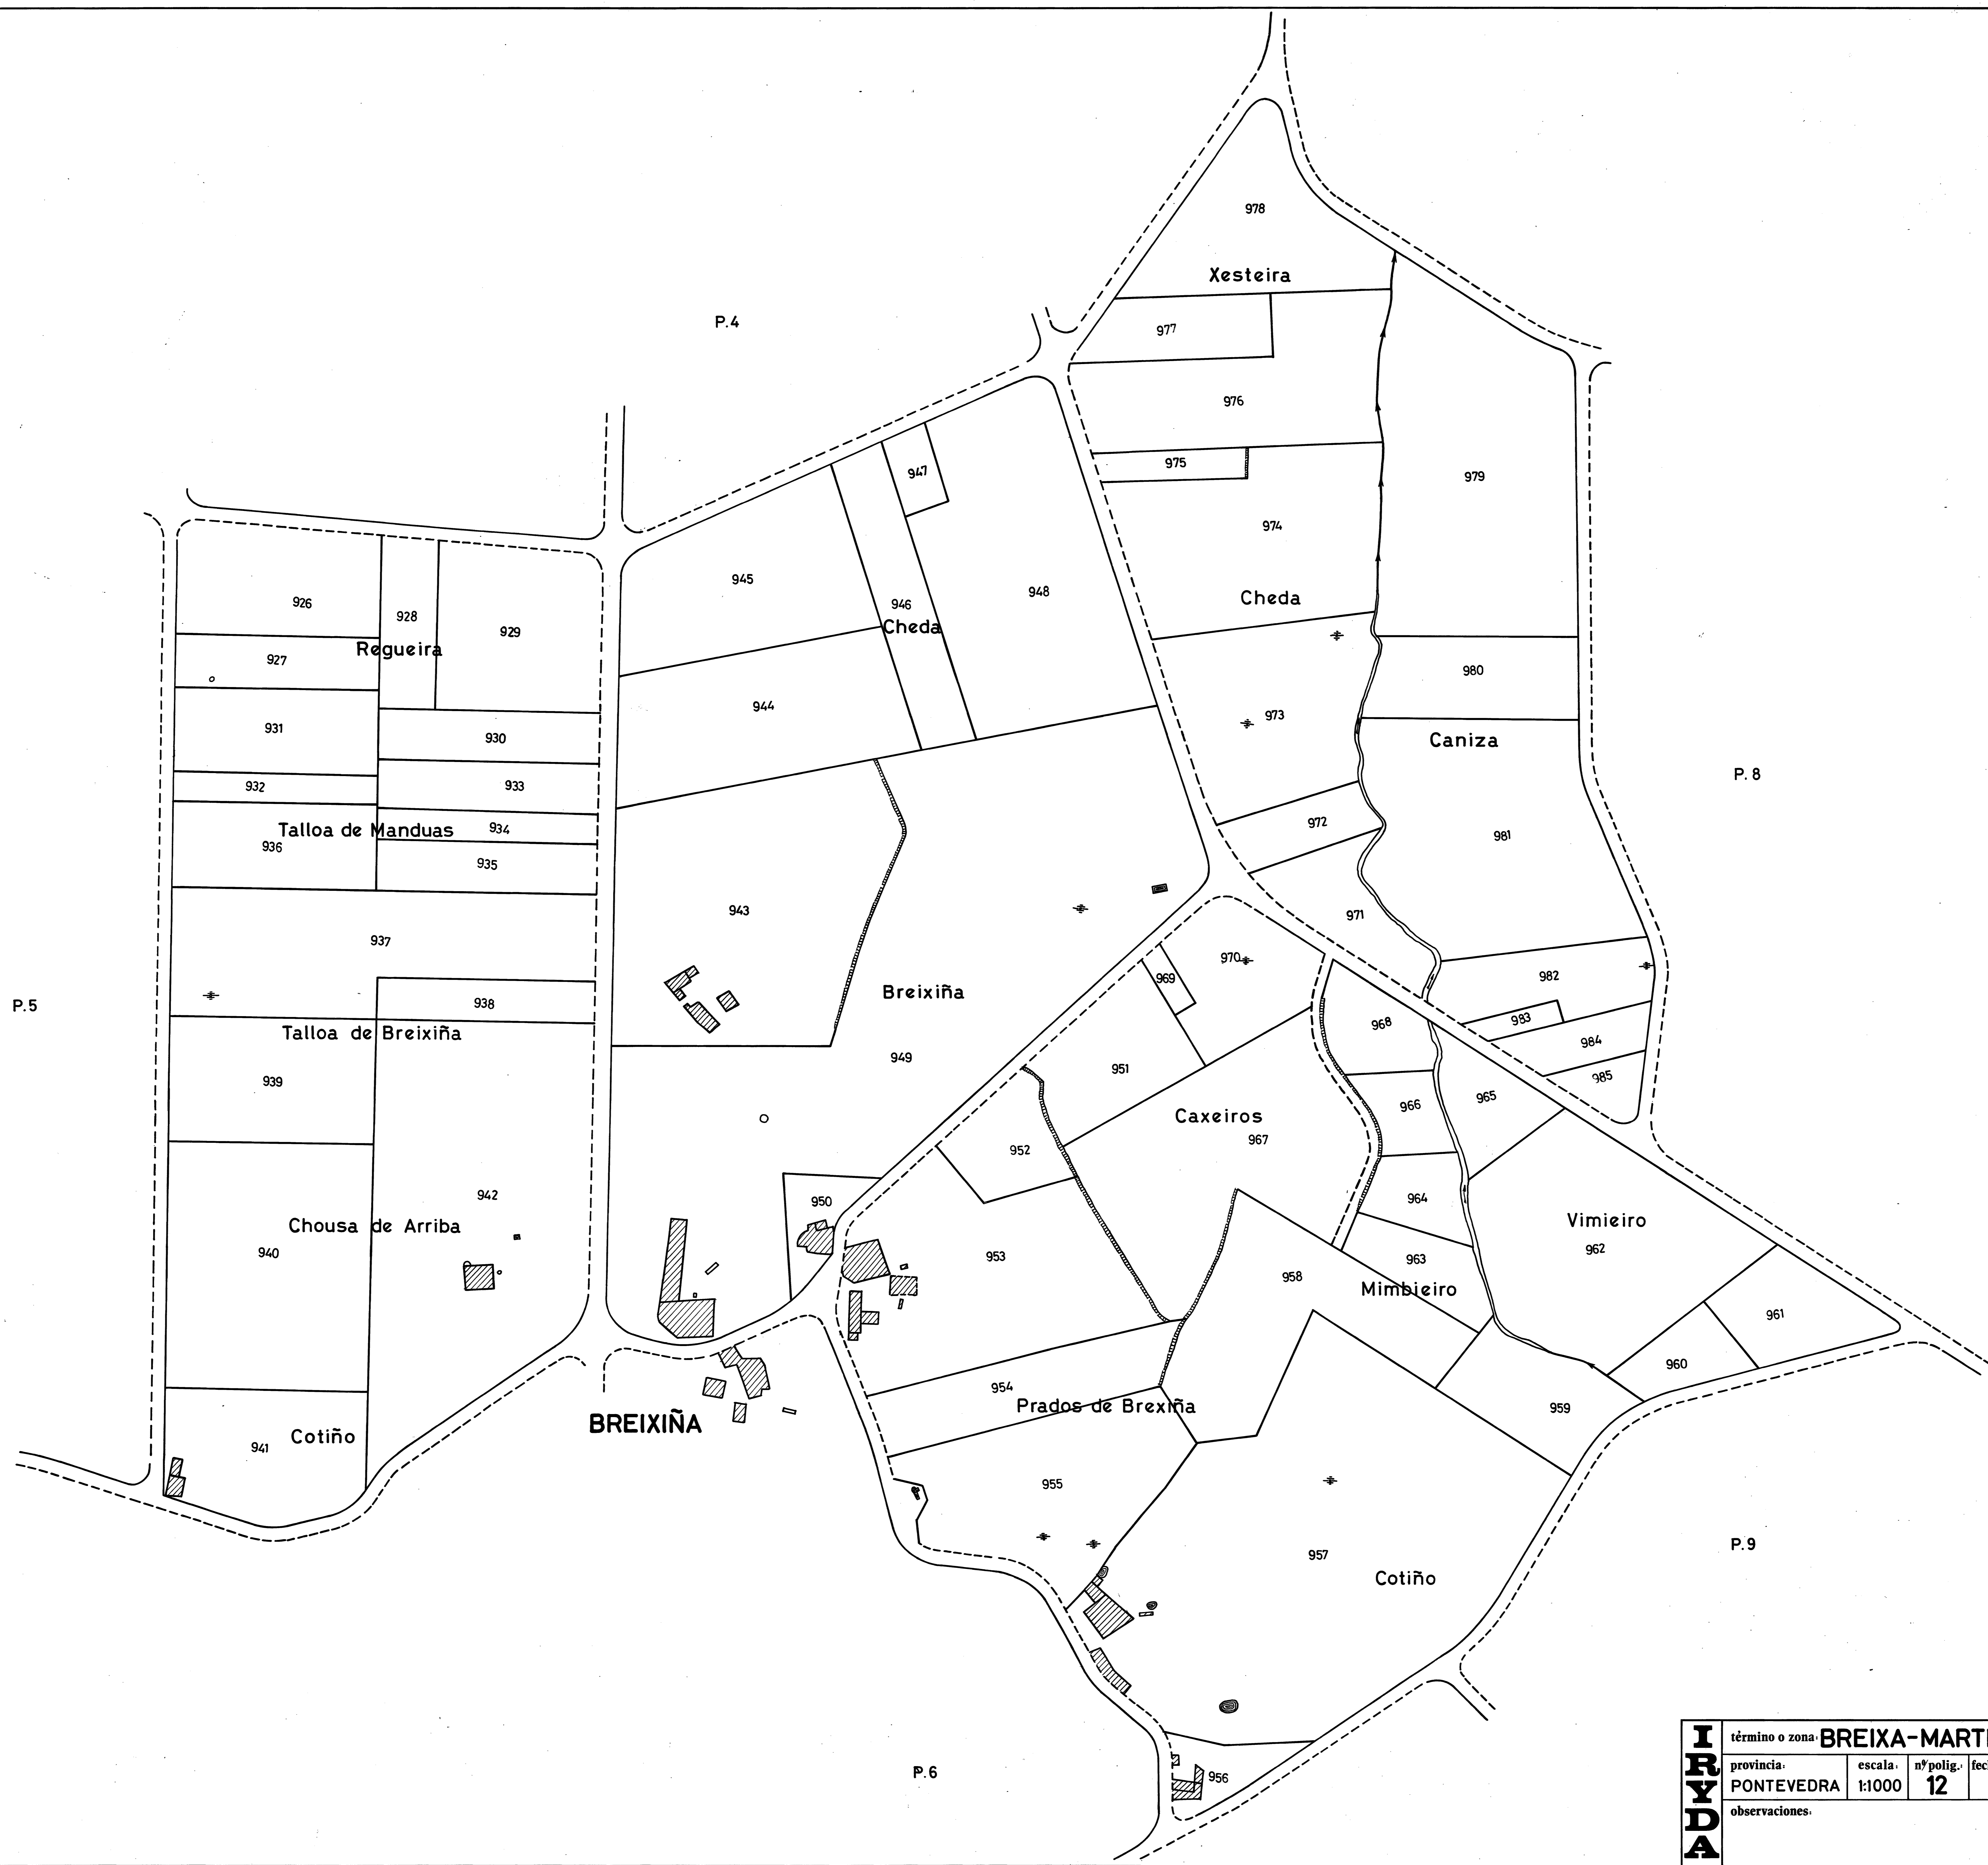 978
Xesteira
P.4
977
976
947
975
979
974
945
Cheda
948
926
946
928
Cheda
929
Regueira
927
980
944
973
931
930
Caniza
P.8
932
933
972
Talloa de Manduas
934
981
936
935
943
971
937
970
982
969
Breixiña
P.5
938
983
968
Talloa de Breixiña
984
949
951
985
939
965
966
Caxeiros
967
952
942
964
950
Vimieiro
Chousa de Arriba
962
940
953
963
958
Mimbieiro
961
960
954
Prados de Brexiña
959
BREIXIÑA
Cotiño
941
955
P.9
957
Cotiño
P.6
956
IRYDA
término o zona: BREIXA-MARTI
provincia: escala: nº polig.: fec
PONTEVEDRA 1:1000 12
observaciones: